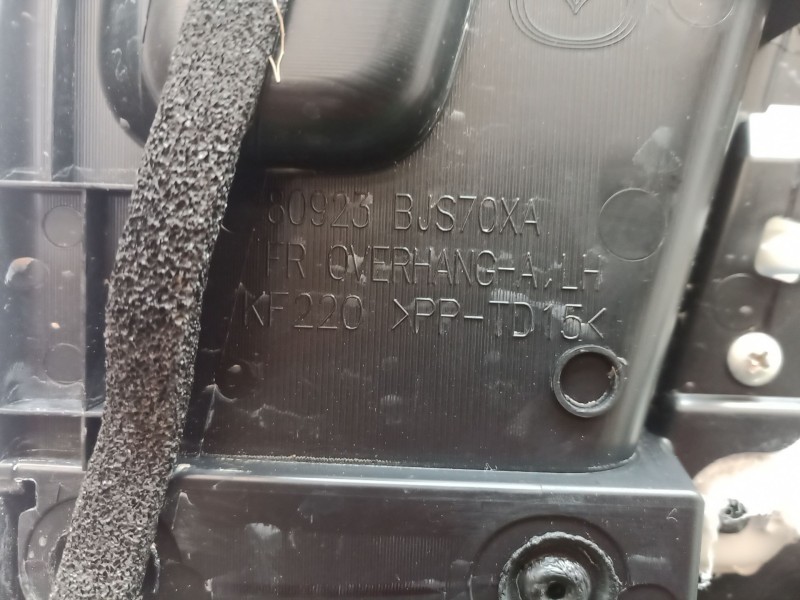 80923 BJS70XA
FR OVERHANG-A,LH
KF220 >PP-TD15<